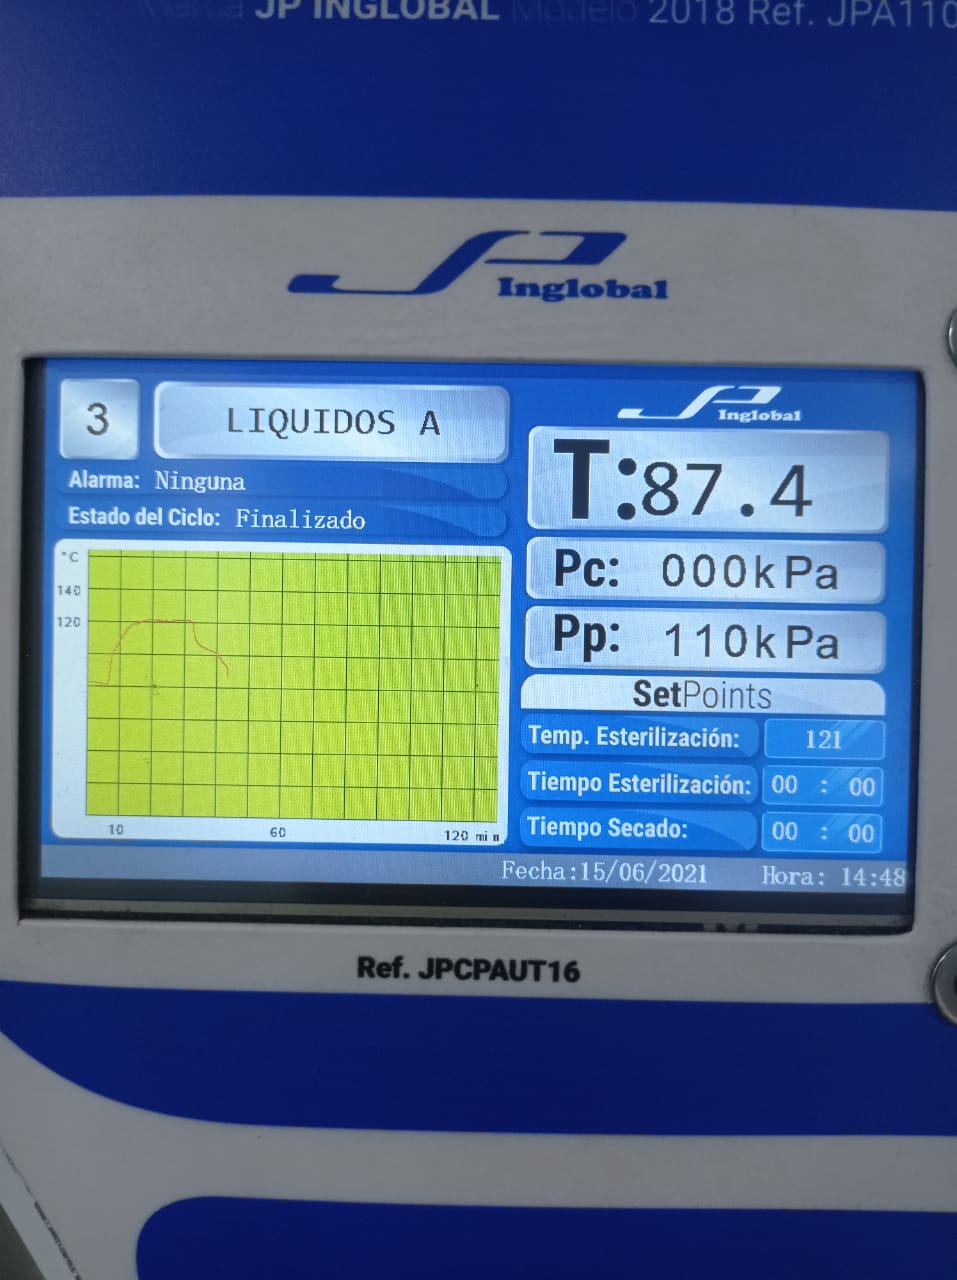 Marca JP INGLOBAL Modelo 2018 Ref. JPA110
Inglobal
3
LIQUIDOS A
Inglobal
Alarma: Ninguna
Estado del Ciclo: Finalizado
T:87.4
Pc: 000kPa
Pp: 110kPa
°C
140
120
10
60
120 min
SetPoints
Temp. Esterilización: 121
Tiempo Esterilización: 00 : 00
Tiempo Secado: 00 : 00
Fecha:15/06/2021 Hora: 14:48
Ref. JPCPAUT16